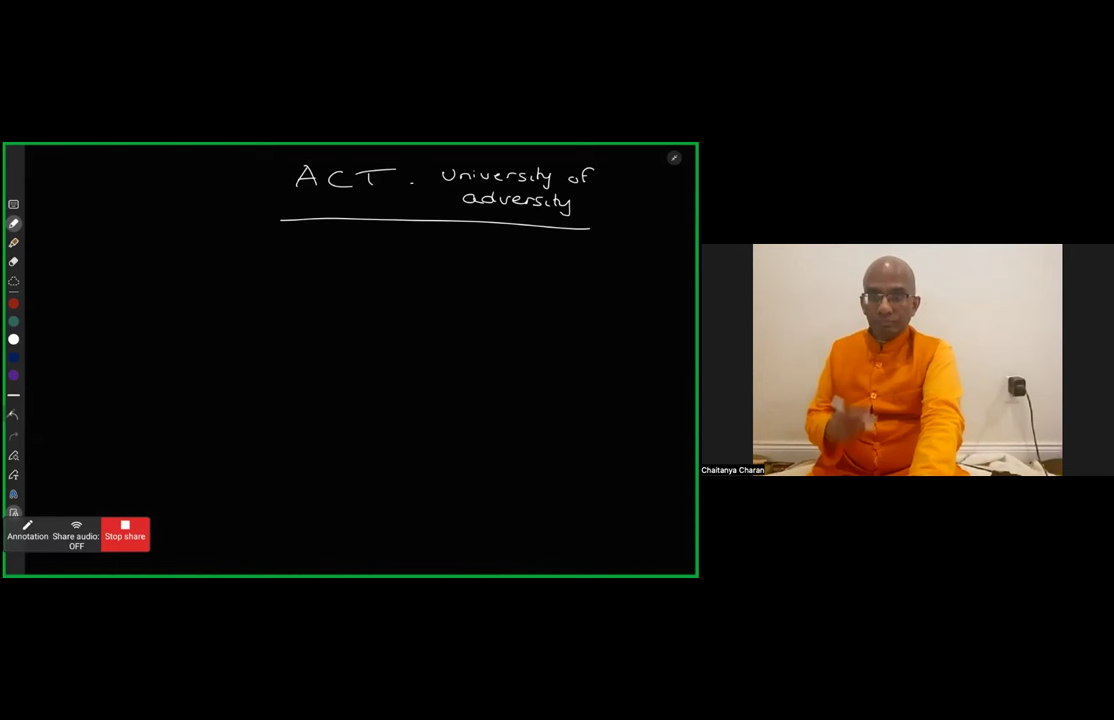 ACT. University of
adversity
Annotation
Share audio:
OFF
Stop share
Chaitanya Charan